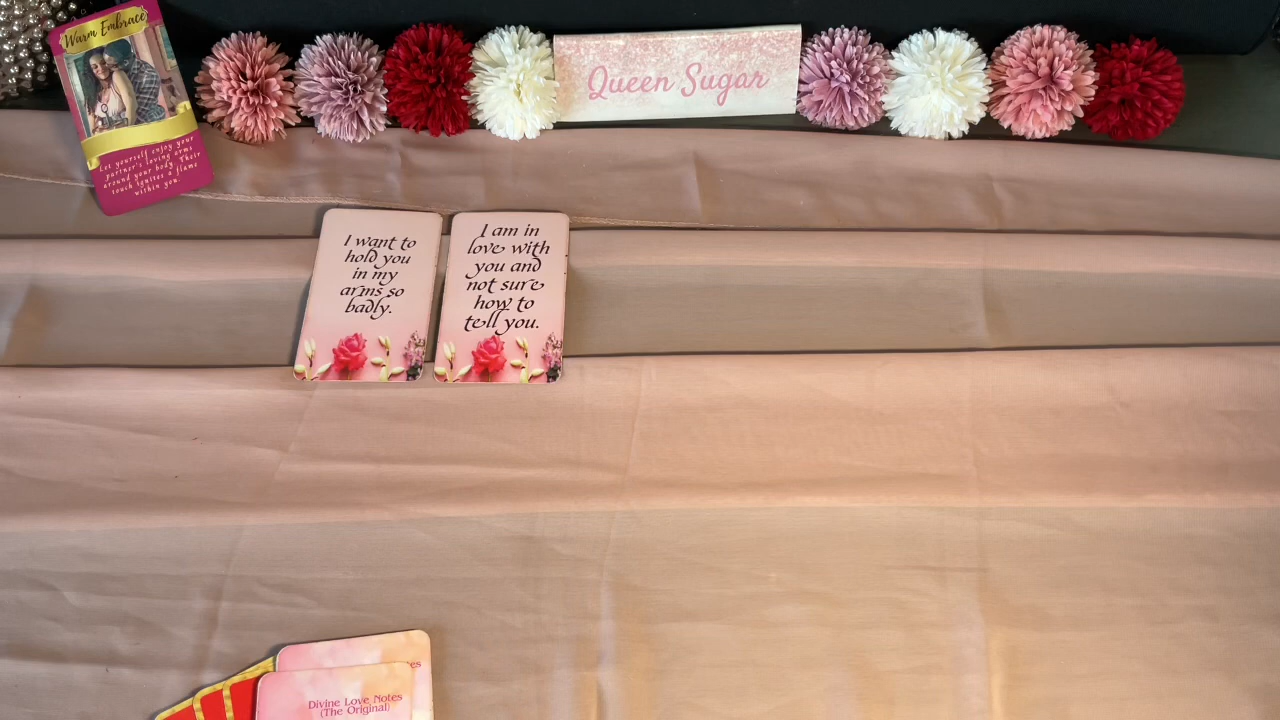 Warm Embrace
Let yourself enjoy your
partner's loving arms
around your body. Their
touch ignites a flame
within you.
Queen Sugar
I want to
hold you
in my
arms so
badly.
I am in
love with
you and
not sure
how to
tell you.
Divine Love Notes
(The Original)